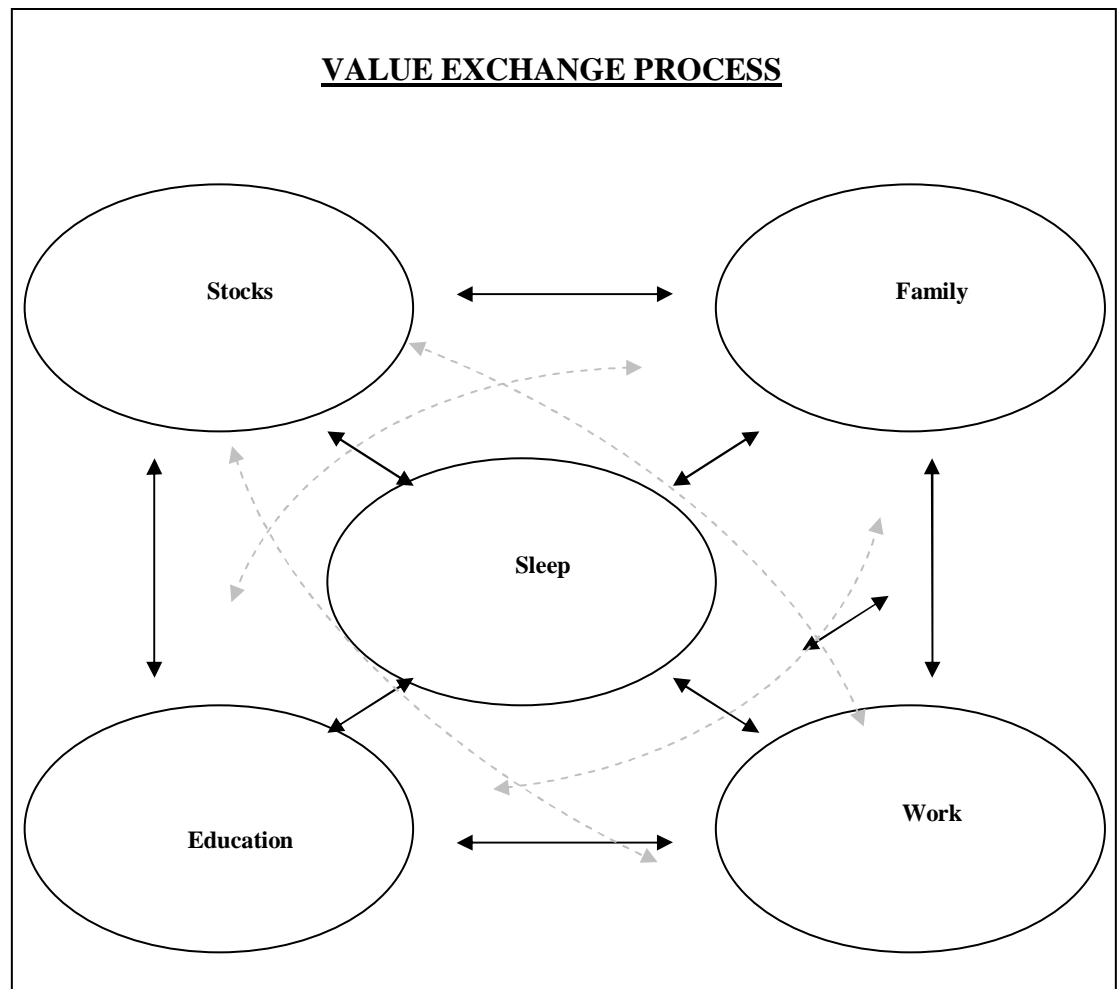 VALUE EXCHANGE PROCESS
Stocks
Family
Sleep
Work
Education